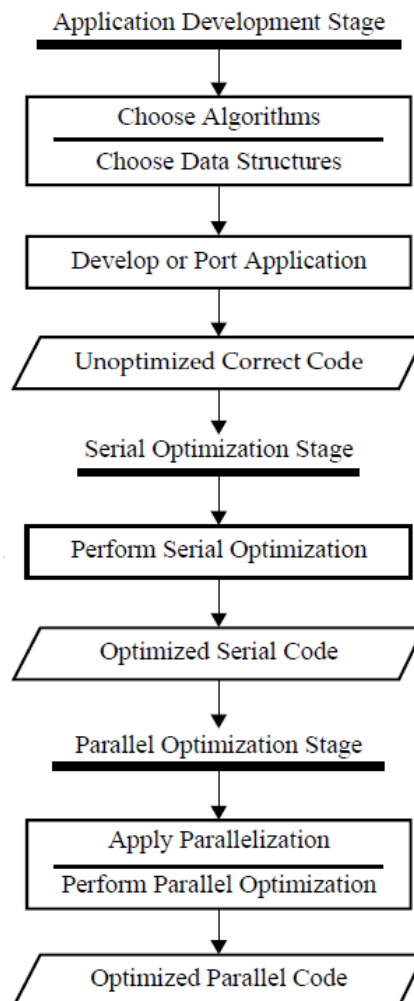 Application Development Stage
Choose Algorithms
Choose Data Structures
Develop or Port Application
Unoptimized Correct Code
Serial Optimization Stage
Perform Serial Optimization
Optimized Serial Code
Parallel Optimization Stage
Apply Parallelization
Perform Parallel Optimization
Optimized Parallel Code